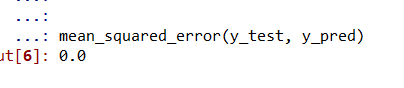 ...:
...:
...: mean_squared_error(y_test, y_pred)
ut[6]: 0.0